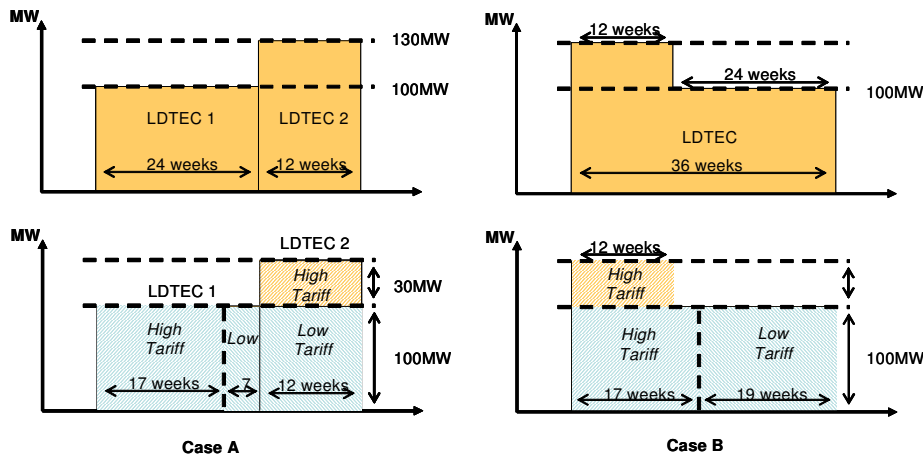 MW
130MW
100MW
LDTEC 1
LDTEC 2
24 weeks
12 weeks
MW
12 weeks
24 weeks
100MW
LDTEC
36 weeks
MW
LDTEC 2
High
Tariff
30MW
LDTEC 1
High
Tariff
Low
Low
Tariff
100MW
17 weeks
7
12 weeks
Case A
MW
12 weeks
High
Tariff
30MW
High
Tariff
Low
Tariff
100MW
17 weeks
19 weeks
Case B